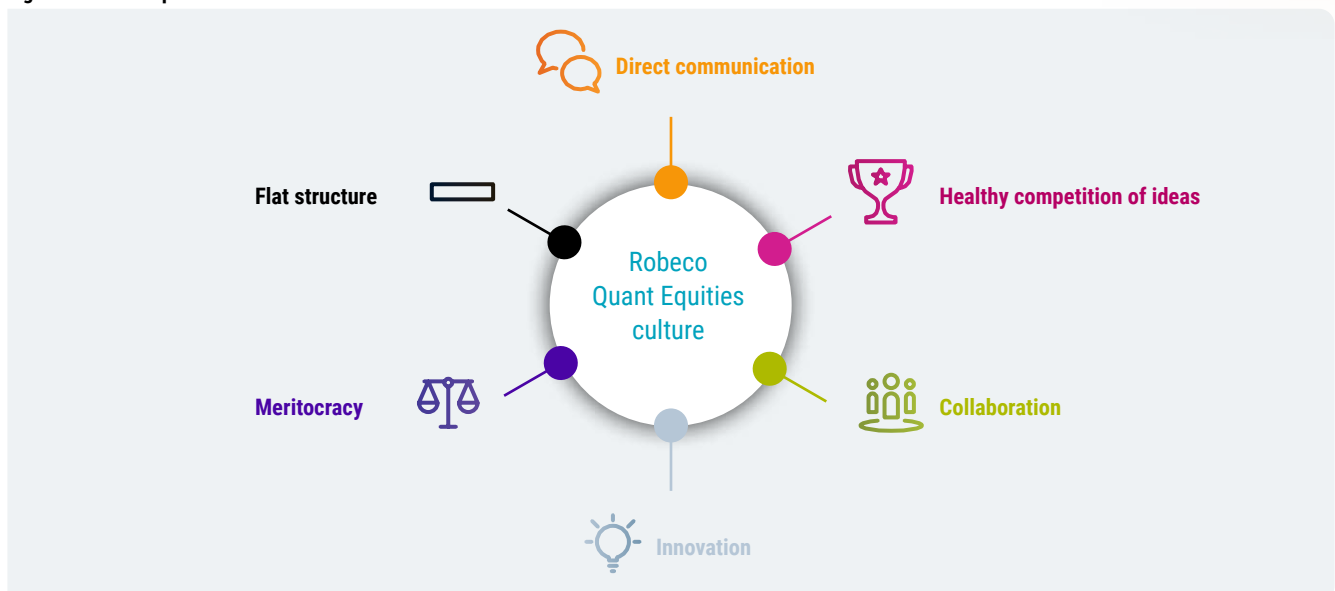 Direct communication
Flat structure
Healthy competition of ideas
Robeco
Quant Equities
culture
Meritocracy
Collaboration
Innovation